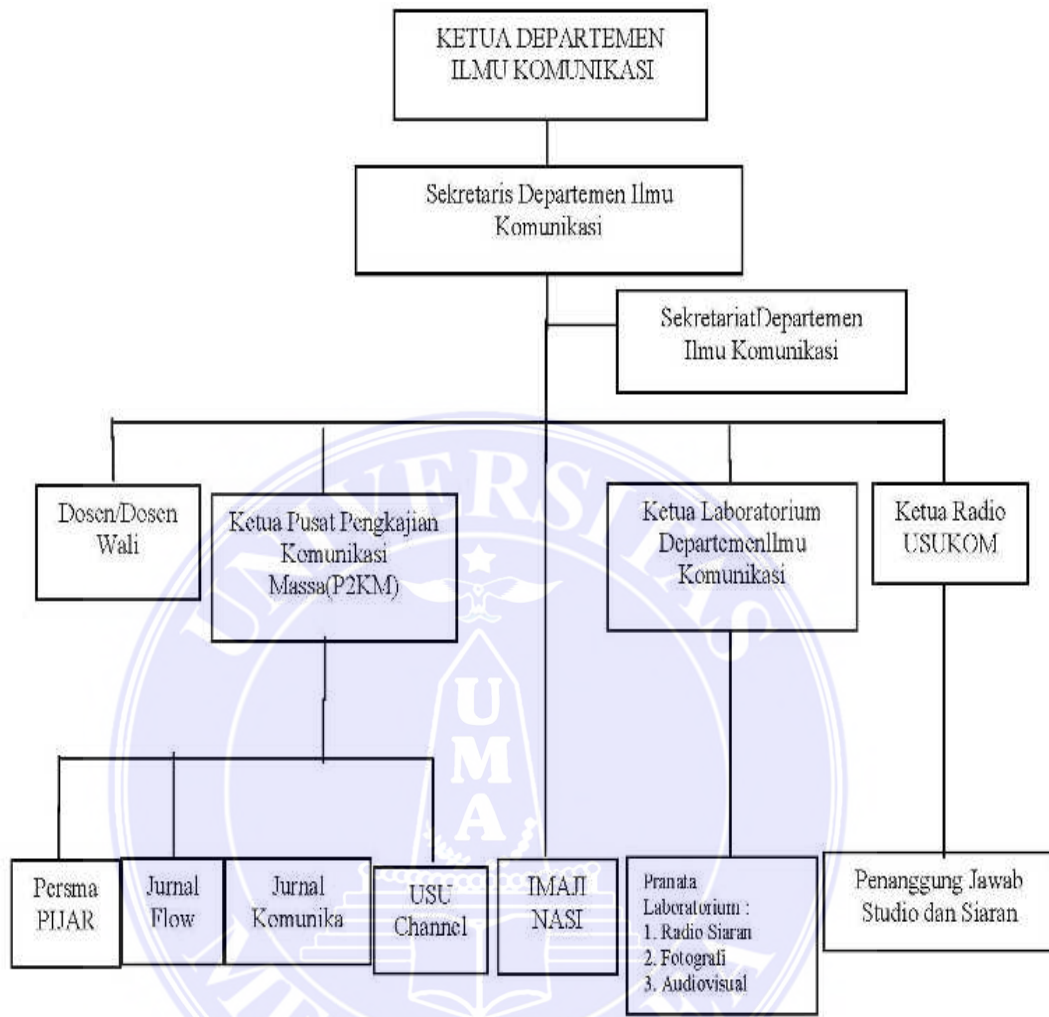 KETUA DEPARTEMEN
ILMU KOMUNIKASI
Sekretaris Departemen Ilmu
Komunikasi
SekretariatDepartemen
Ilmu Komunikasi
Dosen/Dosen
Wali
Ketua Pusat Pengkajian
Komunikasi
Massa(P2KM)
Ketua Laboratorium
DepartemenIlmu
Komunikasi
Ketua Radio
USUKOM
Persma
PIJAR
Jurnal
Flow
Jurnal
Komunika
USU
Channel
IMAJI
NASI
Pranata
Laboratorium :
1. Radio Siaran
2. Fotografi
3. Audiovisual
Penanggung Jawab
Studio dan Siaran
UNIVERSITAS
UMA